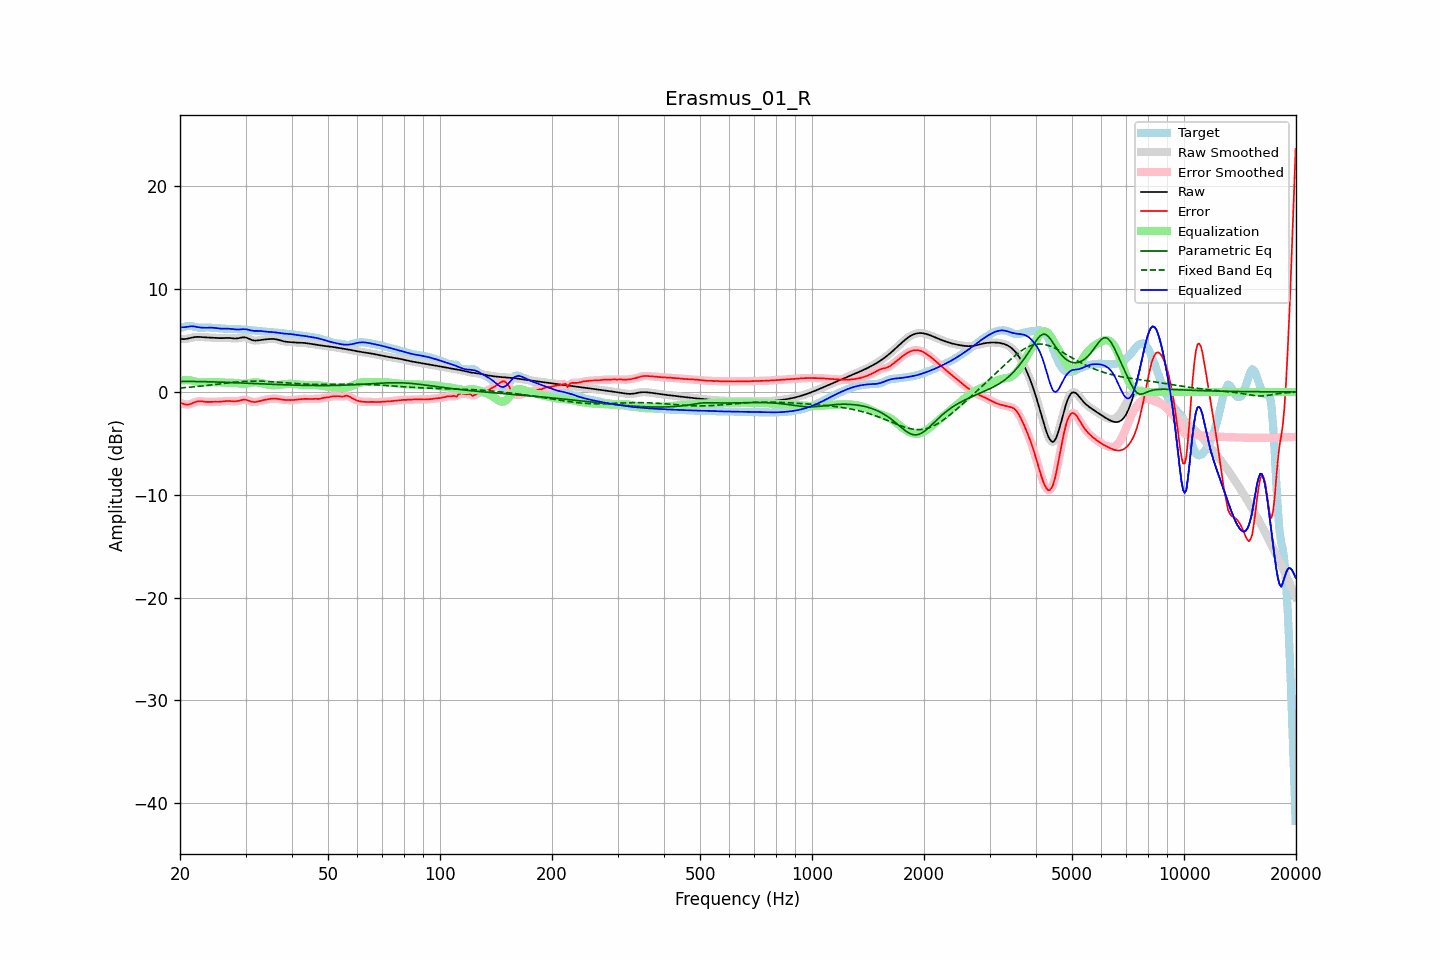 Erasmus_01_R
Target
Raw Smoothed
Error Smoothed
Raw
Error
Equalization
Parametric Eq
Fixed Band Eq
Equalized
20
10
0
−10
−20
−30
−40
Amplitude (dBr)
20
50
100
200
500
1000
2000
5000
10000
20000
Frequency (Hz)